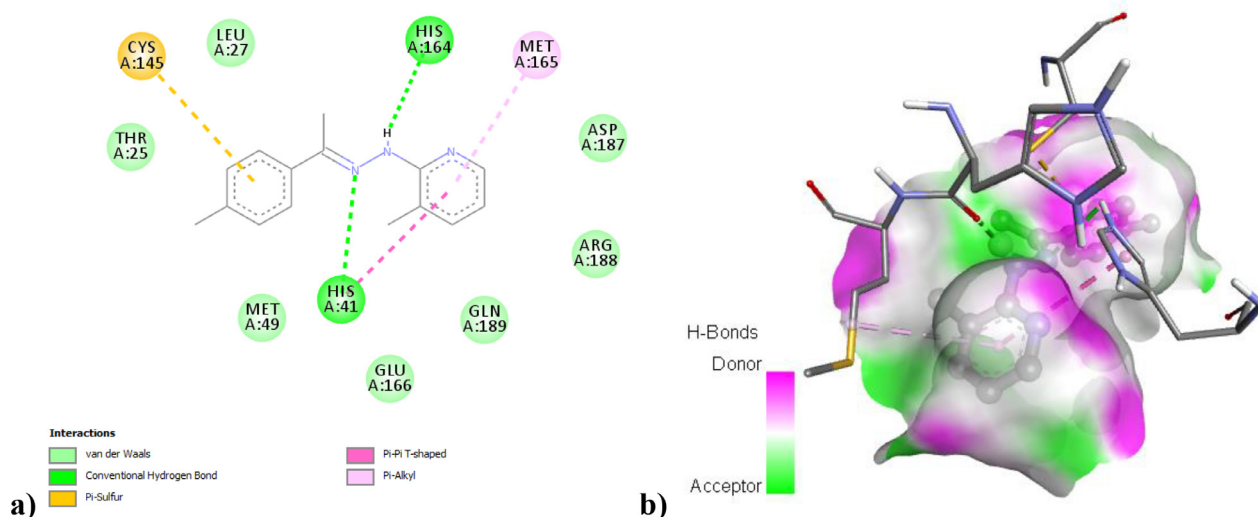 a)
LEU
A:27
HIS
A:164
CYS
A:145
MET
A:165
THR
A:25
ASP
A:187
H
N
N
N
ARG
A:188
HIS
A:41
MET
A:49
GLN
A:189
GLU
A:166
Interactions
van der Waals
Conventional Hydrogen Bond
Pi-Sulfur
Pi-Pi T-shaped
Pi-Alkyl
b)
H-Bonds
Donor
Acceptor